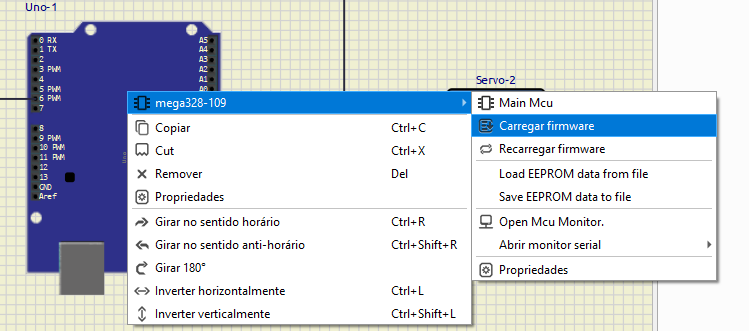 Uno-1
0 RX
1 TX
2
3 PWM
4
5 PWM
6 PWM
7
8
9 PWM
10 PWM
11 PWM
12
13
GND
Aref
A5
A4
A3
A2
A1
A0
Uno
Servo-2
mega328-109
Copiar Ctrl+C
Cut Ctrl+X
Remover Del
Propriedades
Girar no sentido horário Ctrl+R
Girar no sentido anti-horário Ctrl+Shift+R
Girar 180°
Inverter horizontalmente Ctrl+L
Inverter verticalmente Ctrl+Shift+L
Main Mcu
Carregar firmware
Recarregar firmware
Load EEPROM data from file
Save EEPROM data to file
Open Mcu Monitor.
Abrir monitor serial
Propriedades